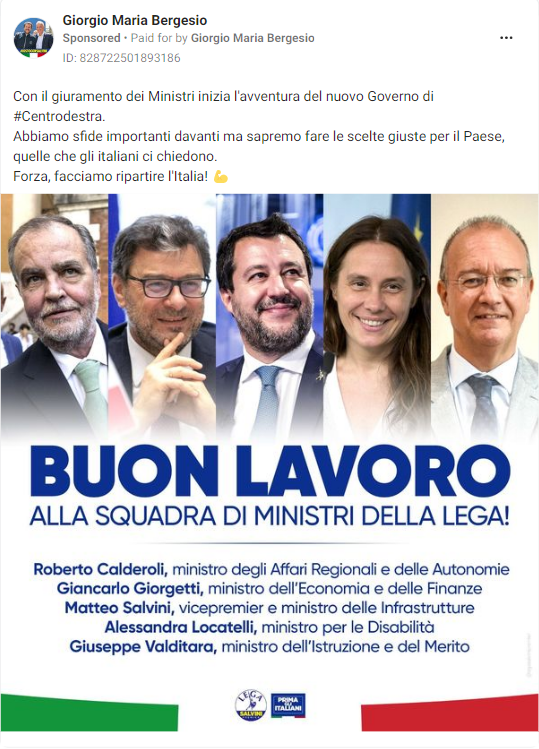 Giorgio Maria Bergesio
Sponsored • Paid for by Giorgio Maria Bergesio
ID: 828722501893186
Con il giuramento dei Ministri inizia l'avventura del nuovo Governo di
#Centrodestra.
Abbiamo sfide importanti davanti ma sapremo fare le scelte giuste per il Paese,
quelle che gli italiani ci chiedono.
Forza, facciamo ripartire l'Italia! 💪
BUON LAVORO
ALLA SQUADRA DI MINISTRI DELLA LEGA!
Roberto Calderoli, ministro degli Affari Regionali e delle Autonomie
Giancarlo Giorgetti, ministro dell'Economia e delle Finanze
Matteo Salvini, vicepremier e ministro delle Infrastrutture
Alessandra Locatelli, ministro per le Disabilità
Giuseppe Valditara, ministro dell'Istruzione e del Merito
LEGA
SALVINI
PRIMA
GLI
ITALIANI